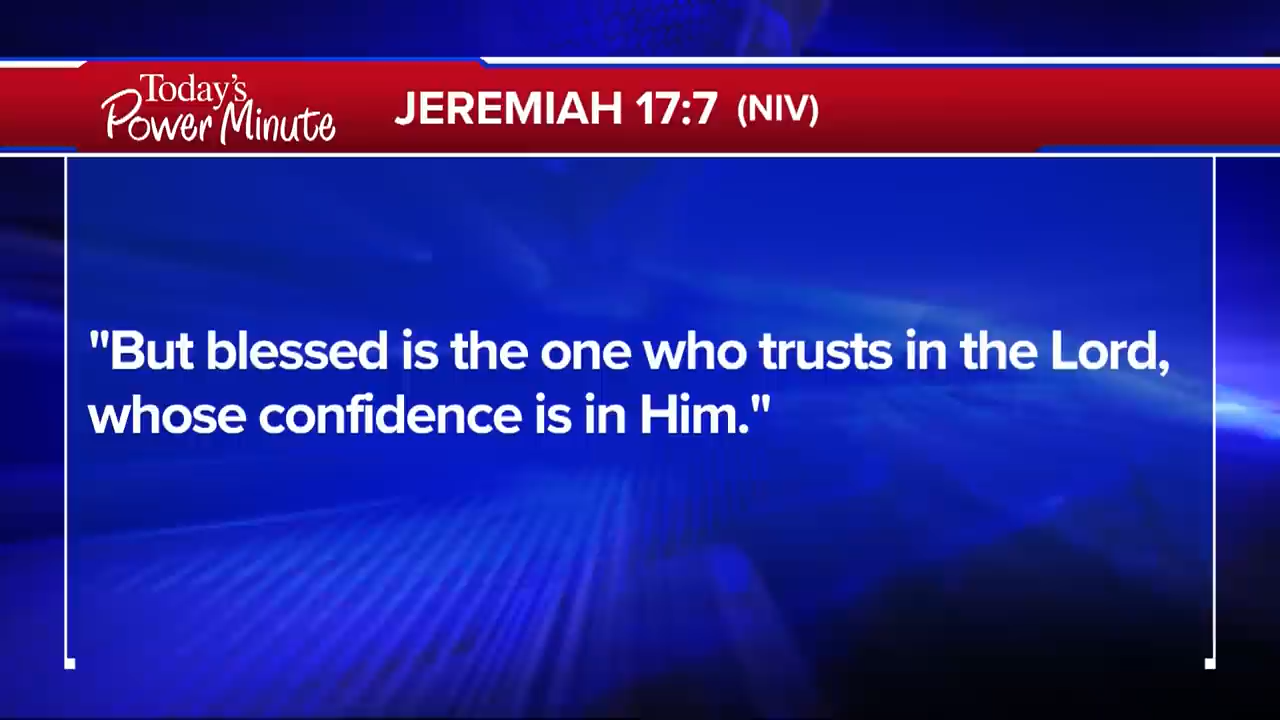 Today's
Power Minute
JEREMIAH 17:7 (NIV)
"But blessed is the one who trusts in the Lord,
whose confidence is in Him."